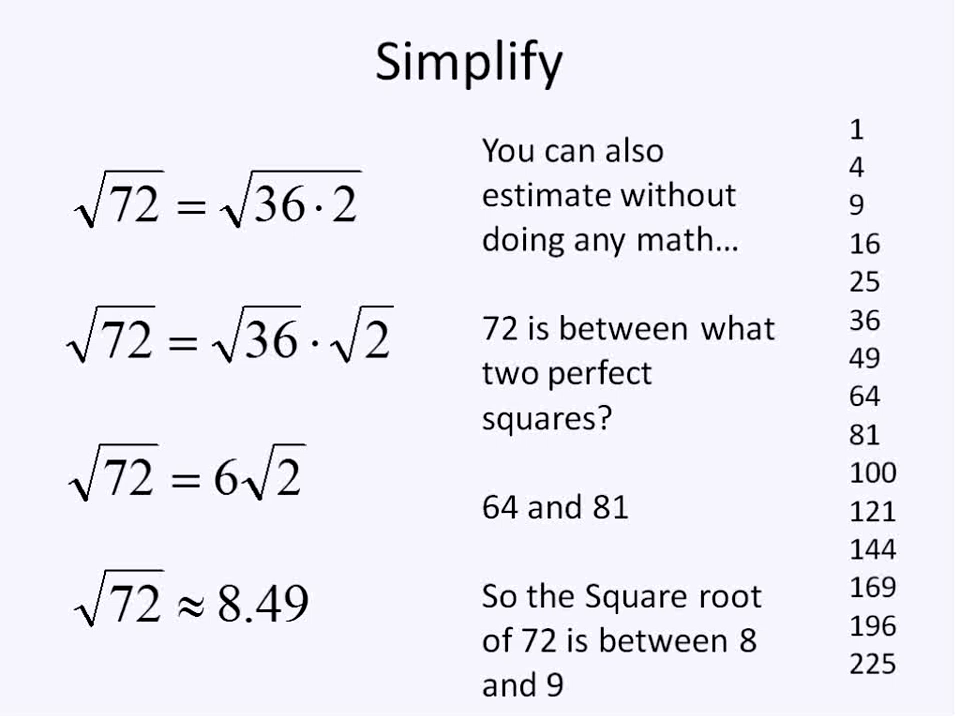 Simplify
√72 = √36 · 2
√72 = √36 · √2
√72 = 6√2
√72 ≈ 8.49
You can also
estimate without
doing any math...
72 is between what
two perfect
squares?
64 and 81
So the Square root
of 72 is between 8
and 9
1
4
9
16
25
36
49
64
81
100
121
144
169
196
225